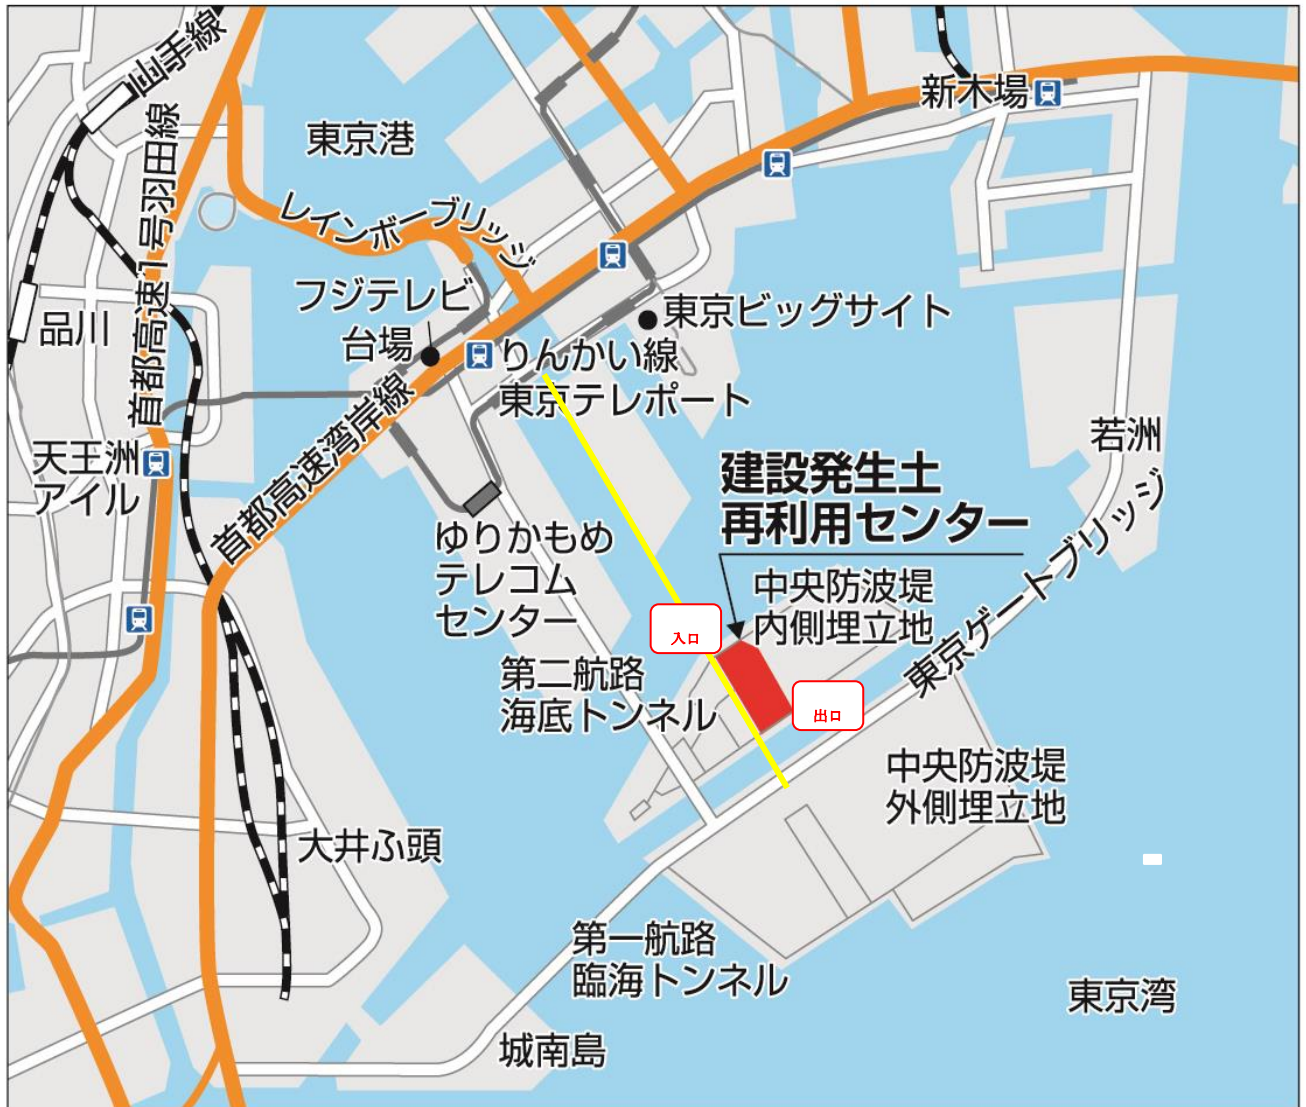 山手線
首都高速1号羽田線
東京港
新木場
レインボーブリッジ
フジテレビ
台場
品川
東京ビッグサイト
りんかい線
東京テレポート
首都高速湾岸線
天王洲
アイル
若洲
建設発生土
再利用センター
ゆりかもめ
テレコム
センター
中央防波堤
内側埋立地
東京ゲートブリッジ
入口
出口
第二航路
海底トンネル
中央防波堤
外側埋立地
大井ふ頭
第一航路
臨海トンネル
東京湾
城南島